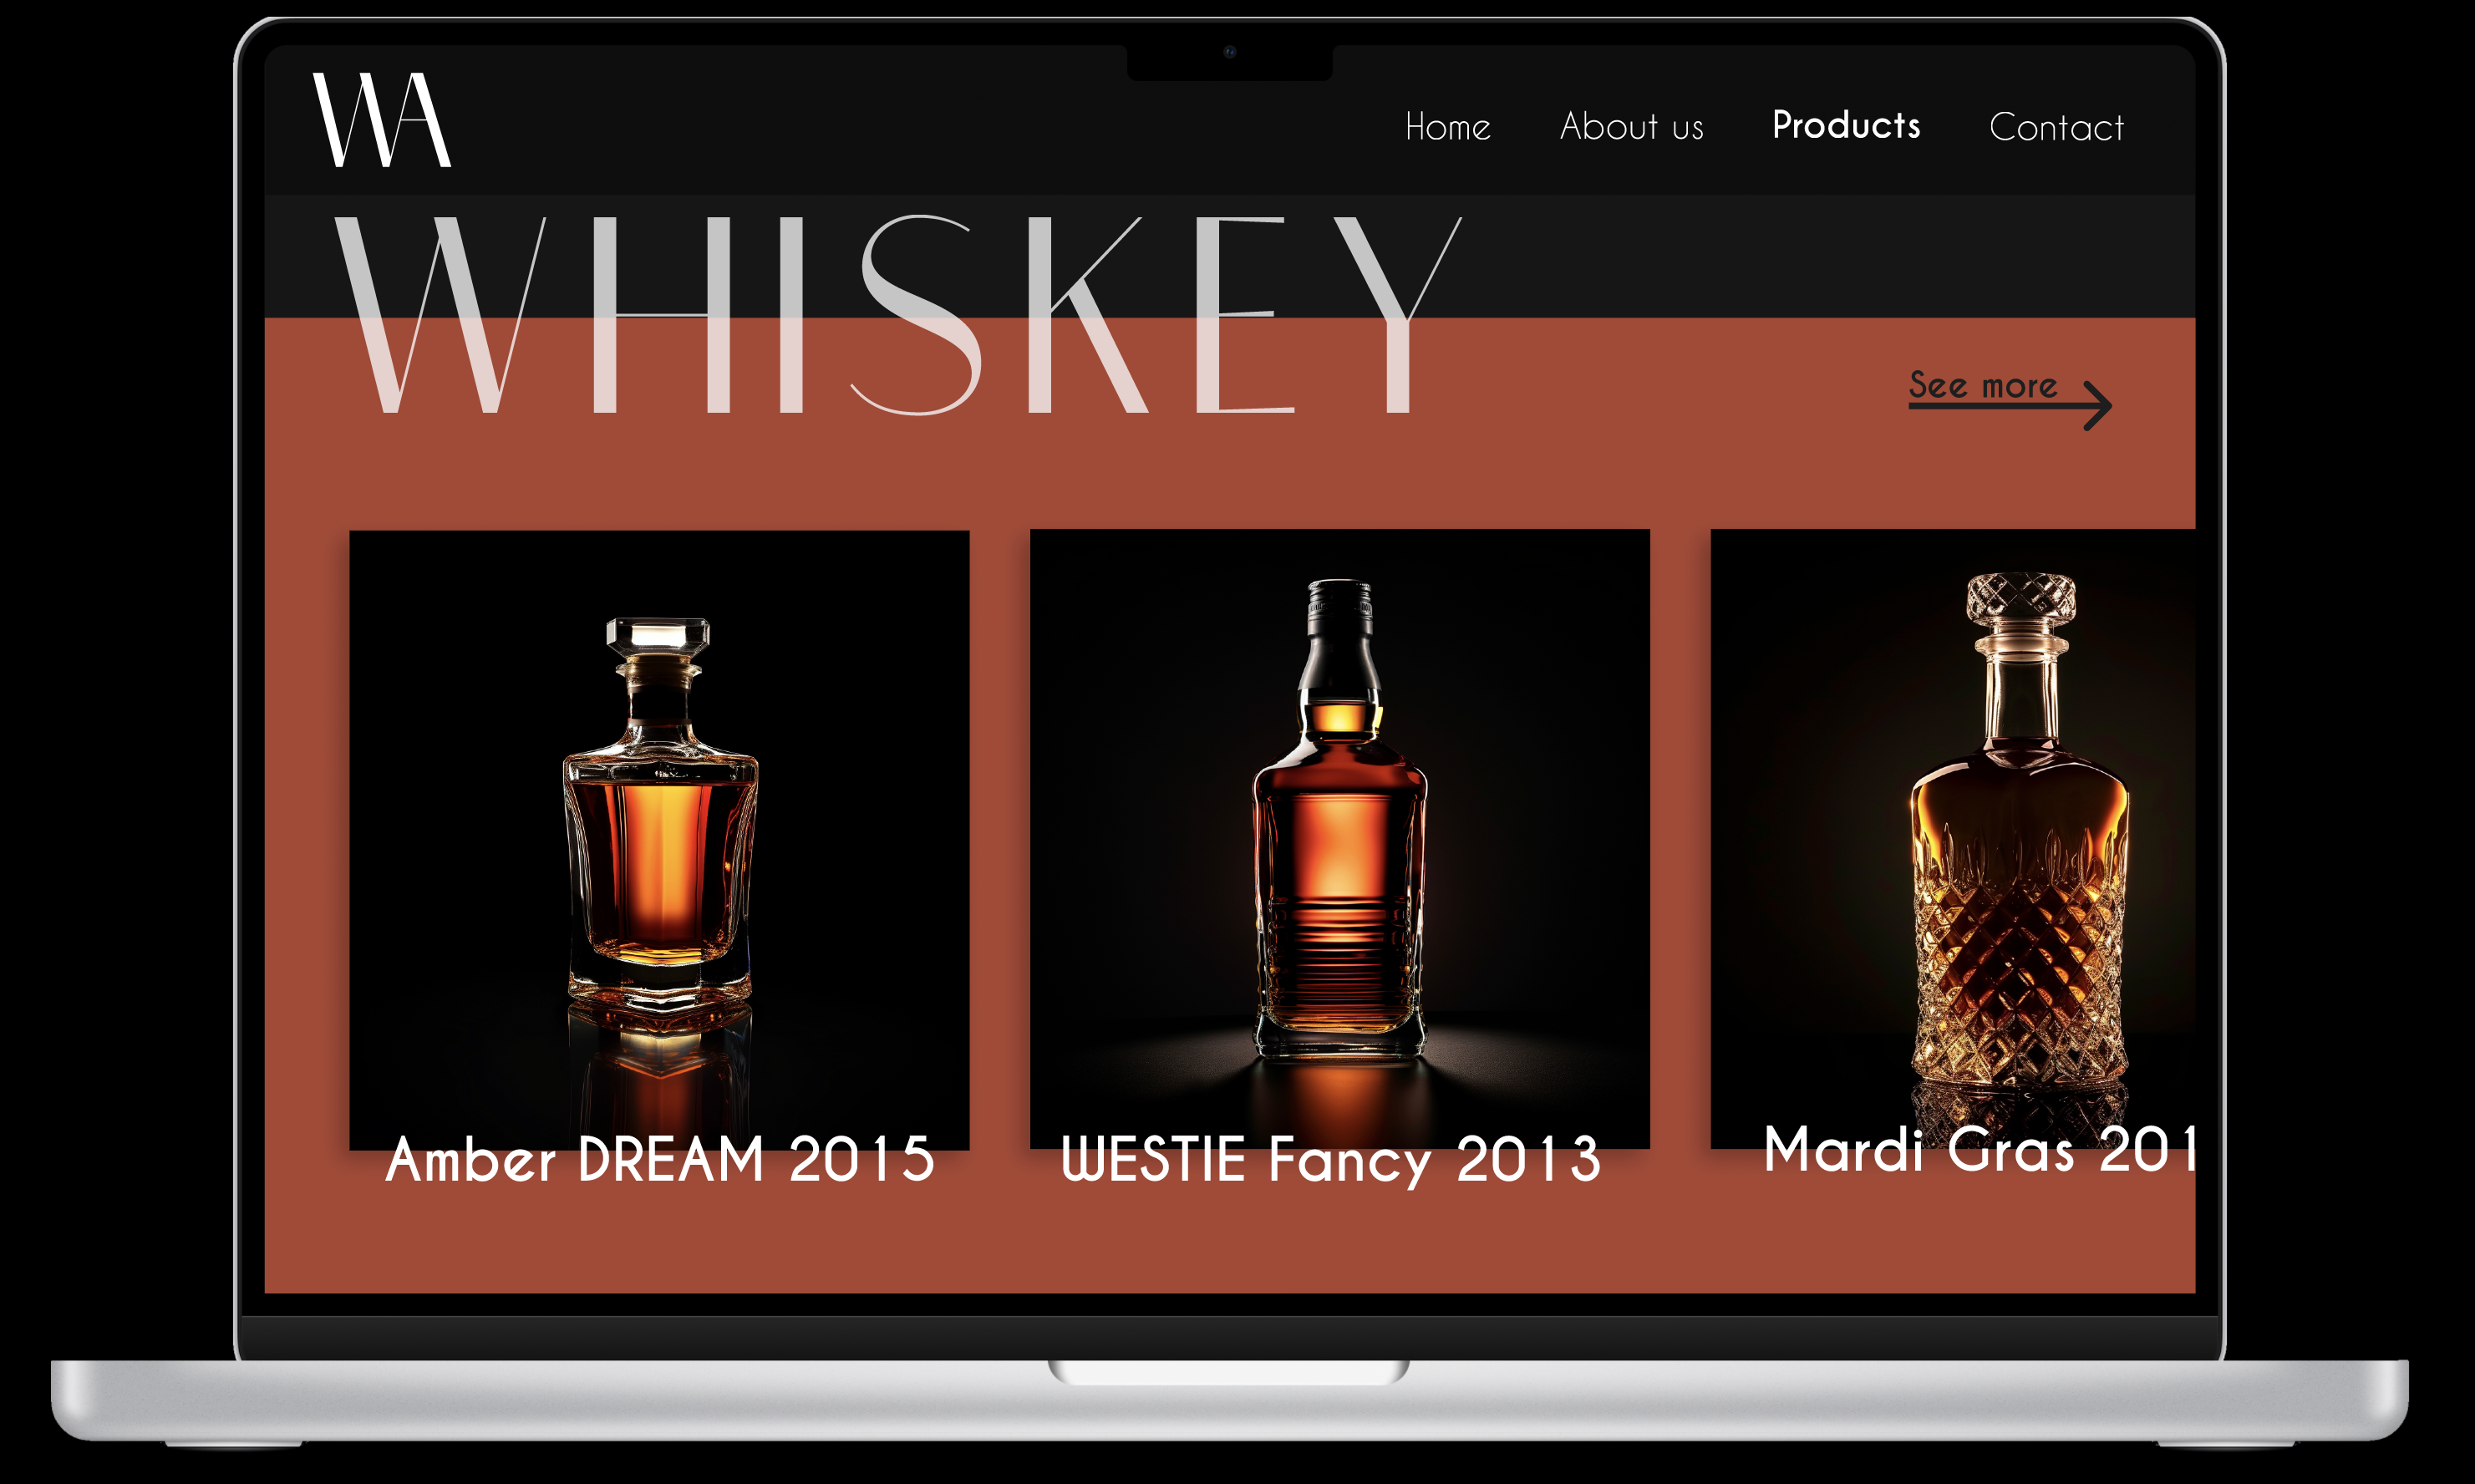 WA
Home About us Products Contact
WHISKEY
See more
Amber DREAM 2015
WESTIE Fancy 2013
Mardi Gras 201